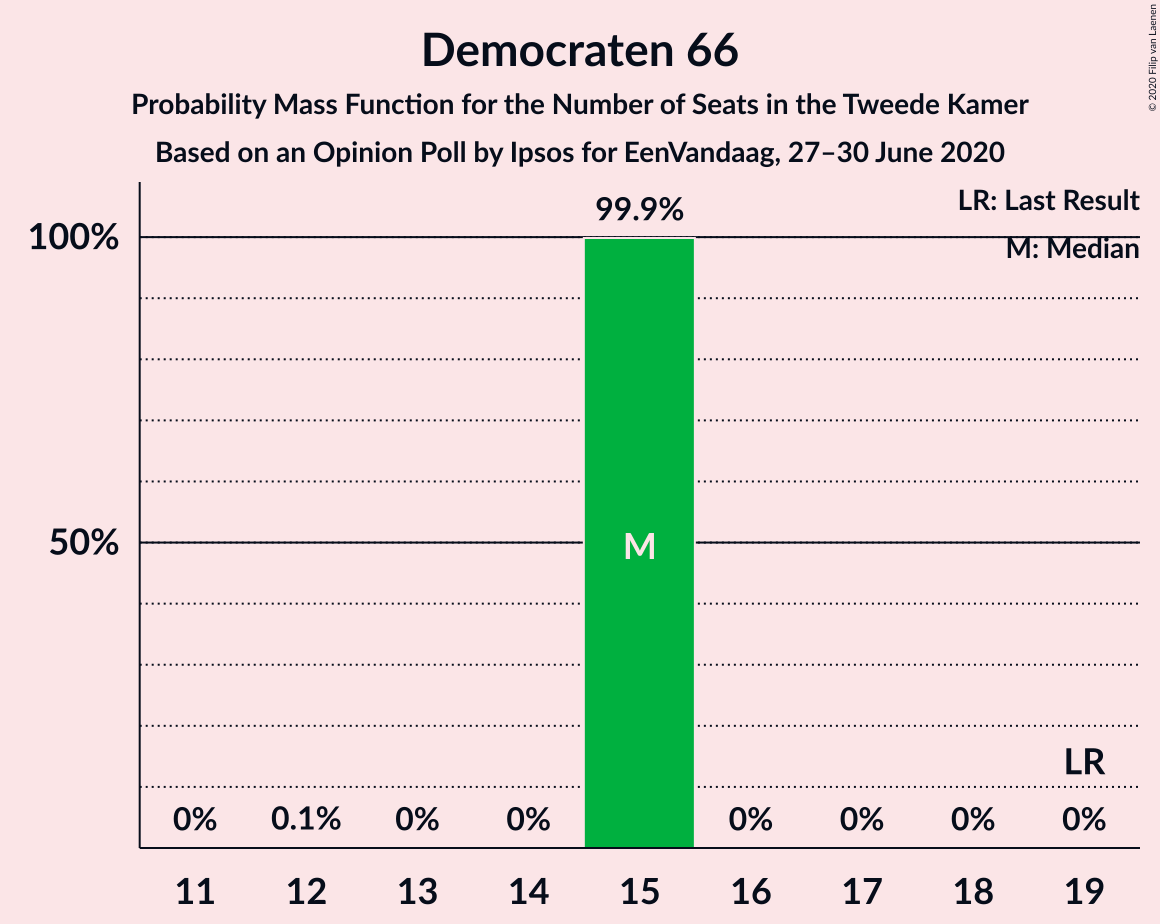 Democraten 66
Probability Mass Function for the Number of Seats in the Tweede Kamer
Based on an Opinion Poll by Ipsos for EenVandaag, 27–30 June 2020
© 2020 Filip van Laenen
LR: Last Result
M: Median
99.9%
100%
50%
M
LR
0% 0.1% 0% 0% 0% 0% 0% 0%
11 12 13 14 15 16 17 18 19